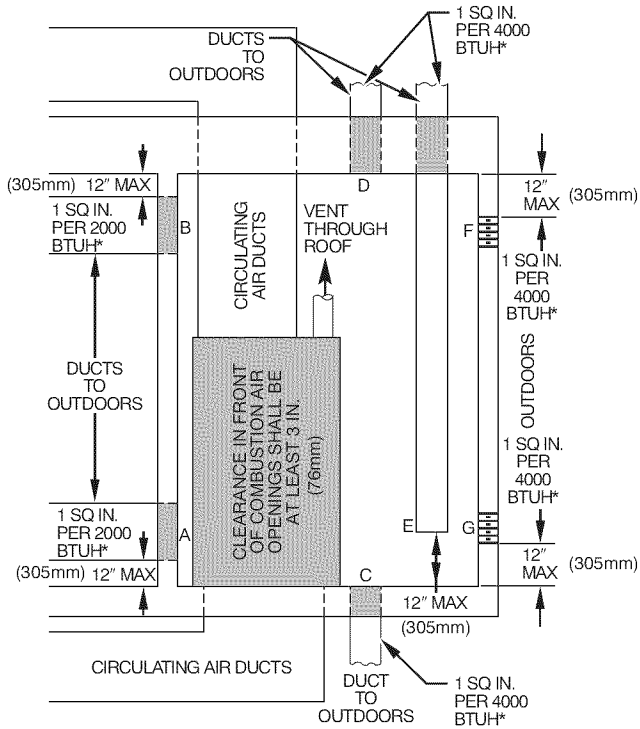 1 SQ IN.
PER 4000
BTUH*
DUCTS
TO
OUTDOORS
(305mm) 12" MAX
1 SQ IN.
PER 2000
BTUH*
B
D
F
12"
MAX
(305mm)
CIRCULATING
AIR DUCTS
VENT
THROUGH
ROOF
1 SQ IN.
PER
4000
BTUH*
DUCTS
TO
OUTDOORS
CLEARANCE IN FRONT
OF COMBUSTION AIR
OPENINGS SHALL BE
AT LEAST 3 IN.
(76mm)
OUTDOORS
1 SQ IN.
PER
4000
BTUH*
1 SQ IN.
PER 2000
BTUH*
A
E
G
(305mm) 12" MAX
C
12" MAX
(305mm)
12"
MAX
(305mm)
CIRCULATING AIR DUCTS
DUCT
TO
OUTDOORS
1 SQ IN.
PER 4000
BTUH*